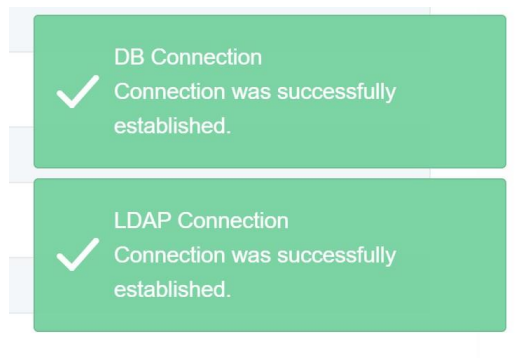 DB Connection
Connection was successfully
established.
LDAP Connection
Connection was successfully
established.